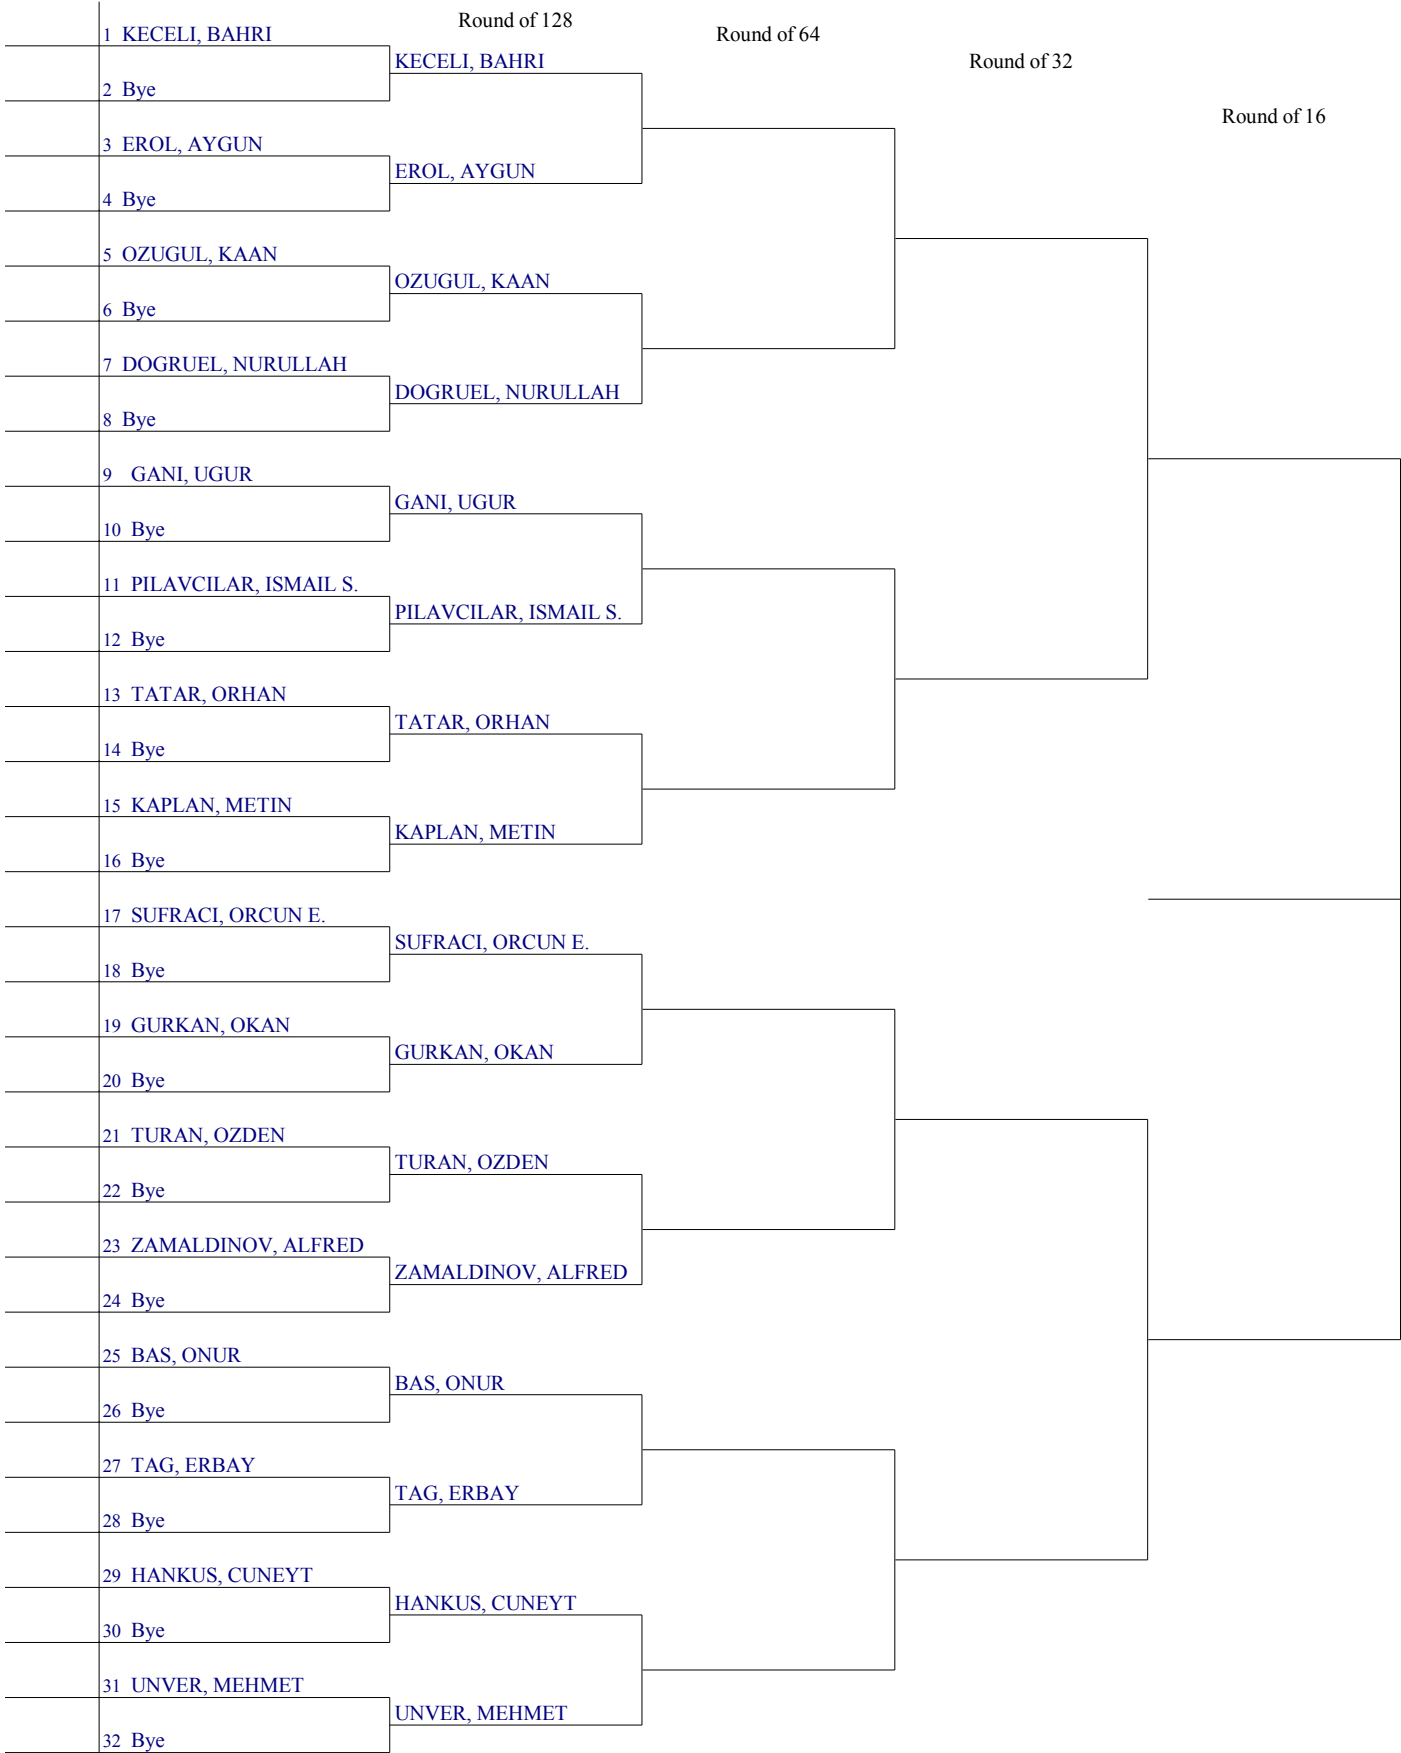 Round of 128
Round of 64
Round of 32
Round of 16
1 KECELI, BAHRI
KECELI, BAHRI
2 Bye
3 EROL, AYGUN
EROL, AYGUN
4 Bye
5 OZUGUL, KAAN
OZUGUL, KAAN
6 Bye
7 DOGRUEL, NURULLAH
DOGRUEL, NURULLAH
8 Bye
9 GANI, UGUR
GANI, UGUR
10 Bye
11 PILAVCILAR, ISMAIL S.
PILAVCILAR, ISMAIL S.
12 Bye
13 TATAR, ORHAN
TATAR, ORHAN
14 Bye
15 KAPLAN, METIN
KAPLAN, METIN
16 Bye
17 SUFRACI, ORCUN E.
SUFRACI, ORCUN E.
18 Bye
19 GURKAN, OKAN
GURKAN, OKAN
20 Bye
21 TURAN, OZDEN
TURAN, OZDEN
22 Bye
23 ZAMALDINOV, ALFRED
ZAMALDINOV, ALFRED
24 Bye
25 BAS, ONUR
BAS, ONUR
26 Bye
27 TAG, ERBAY
TAG, ERBAY
28 Bye
29 HANKUS, CUNEYT
HANKUS, CUNEYT
30 Bye
31 UNVER, MEHMET
UNVER, MEHMET
32 Bye